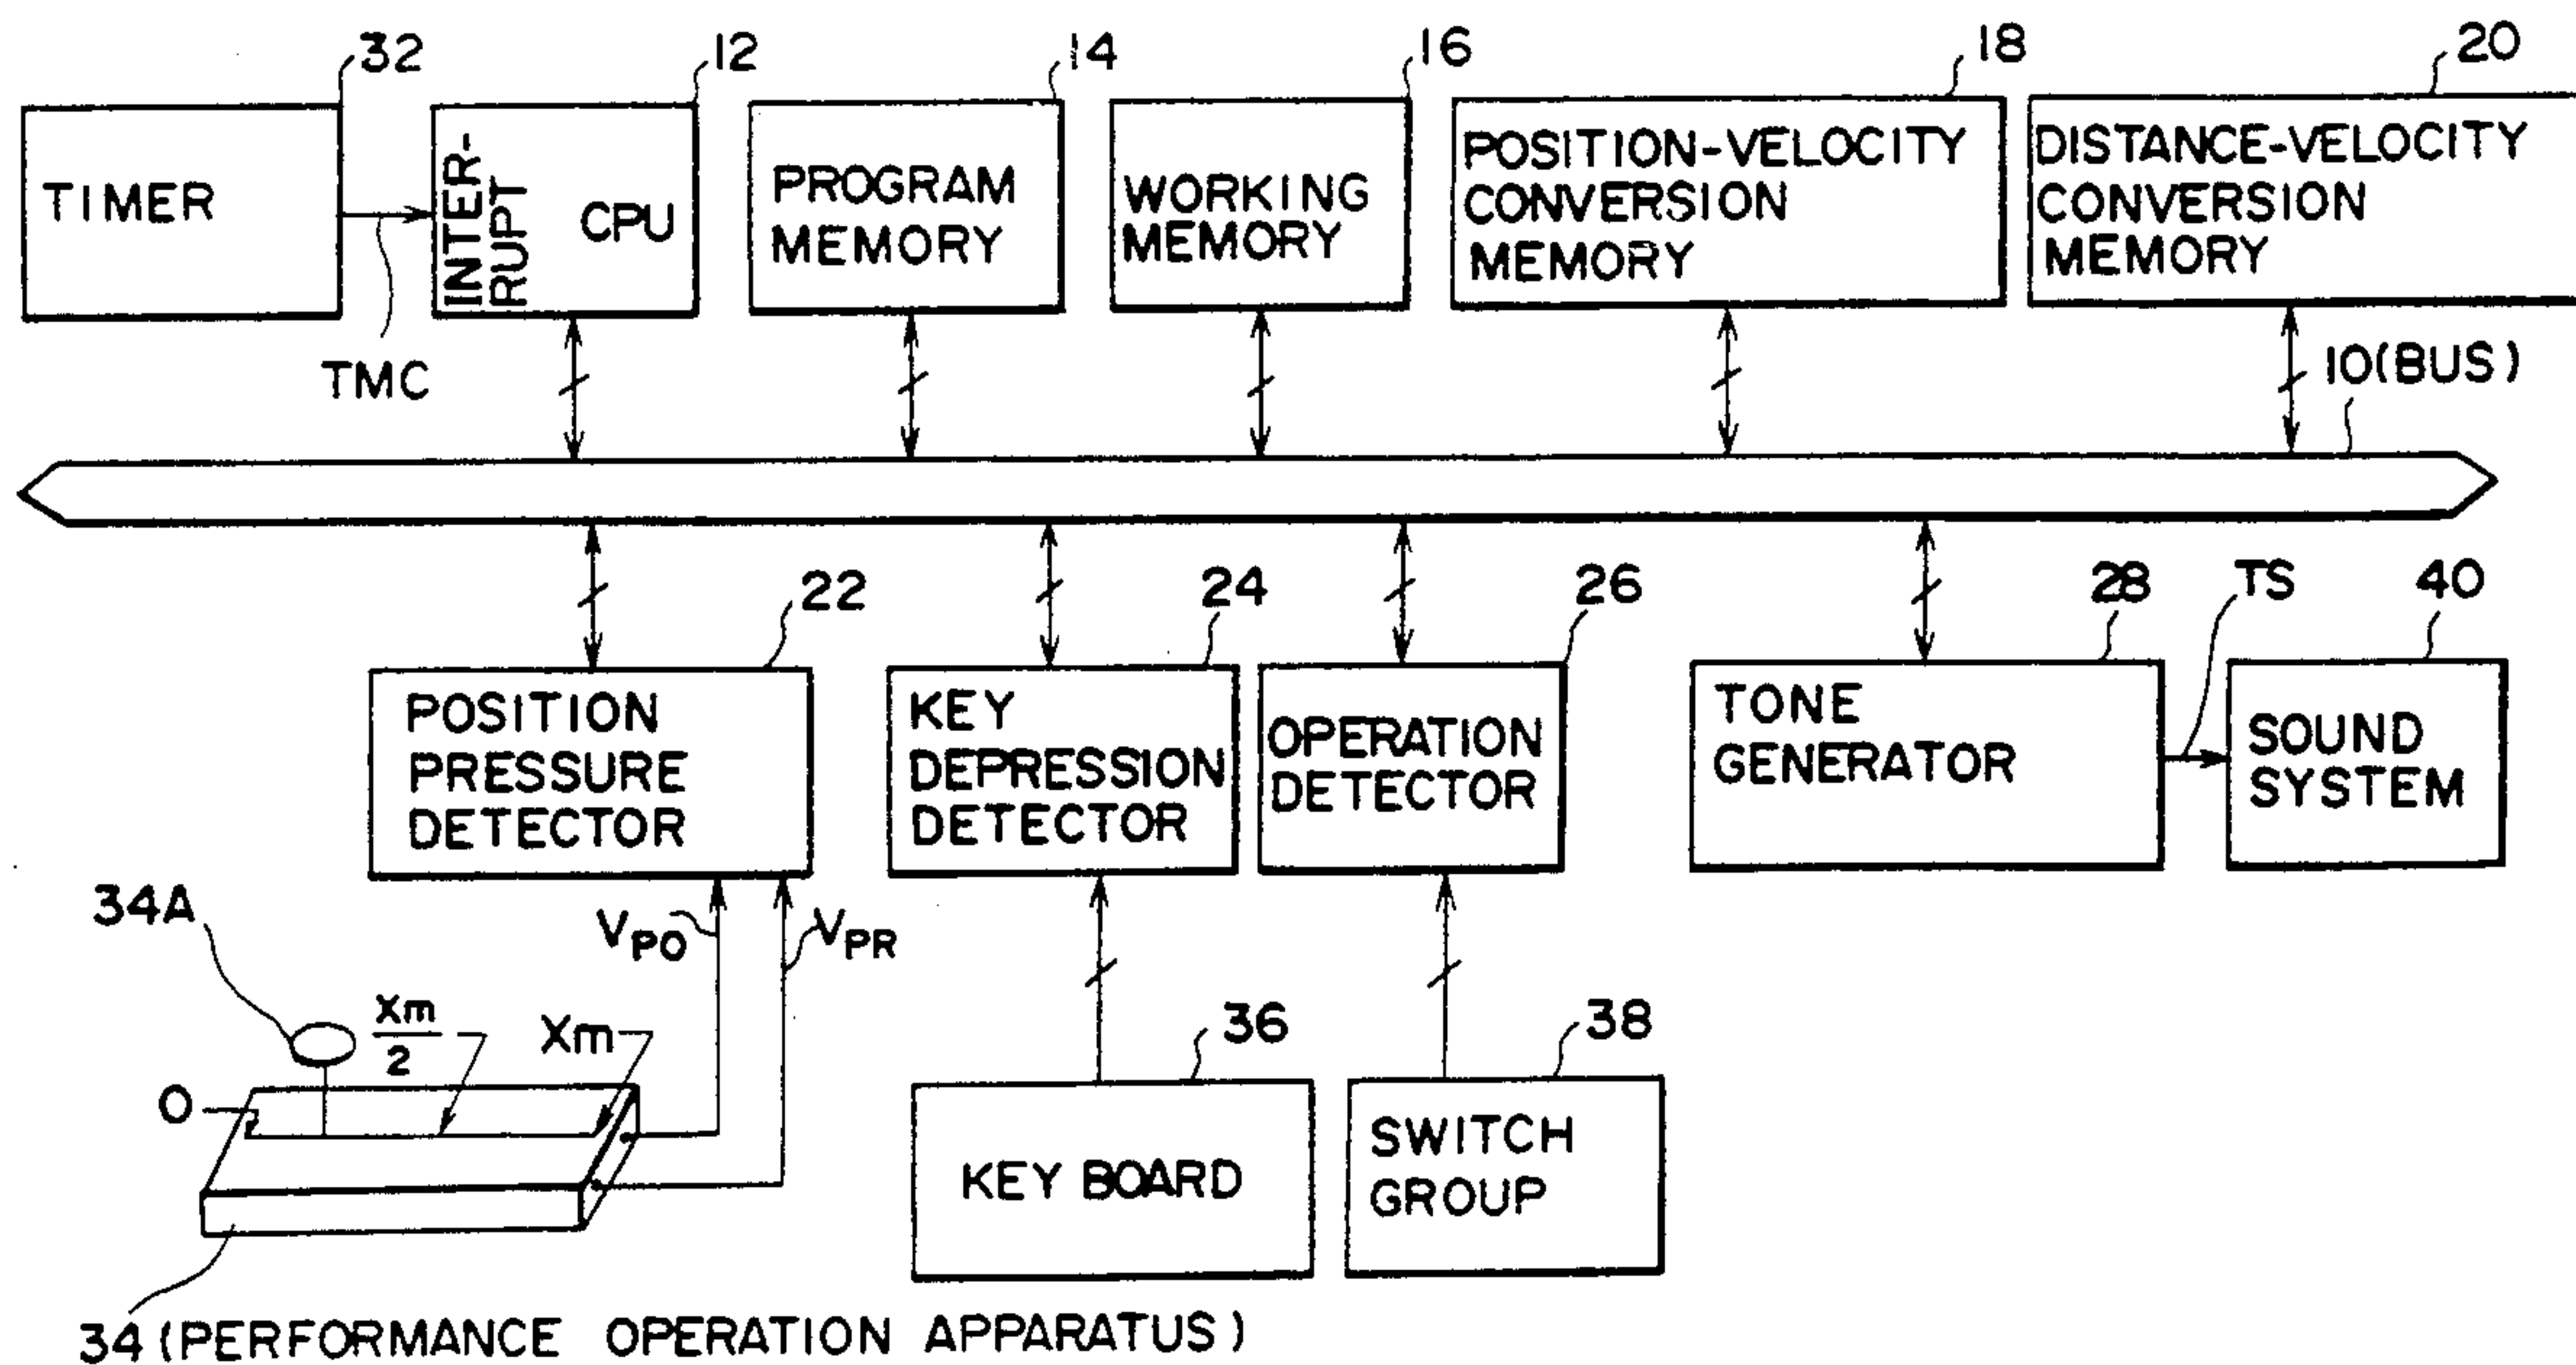 32
12
14
16
18
20
TIMER
INTER-
RUPT
CPU
PROGRAM
MEMORY
WORKING
MEMORY
POSITION-VELOCITY
CONVERSION
MEMORY
DISTANCE-VELOCITY
CONVERSION
MEMORY
TMC
10(BUS)
22
24
26
28
TS
40
POSITION
PRESSURE
DETECTOR
KEY
DEPRESSION
DETECTOR
OPERATION
DETECTOR
TONE
GENERATOR
SOUND
SYSTEM
34A
VPO
VPR
Xm
2
Xm
O
36
38
KEY BOARD
SWITCH
GROUP
34 (PERFORMANCE OPERATION APPARATUS)